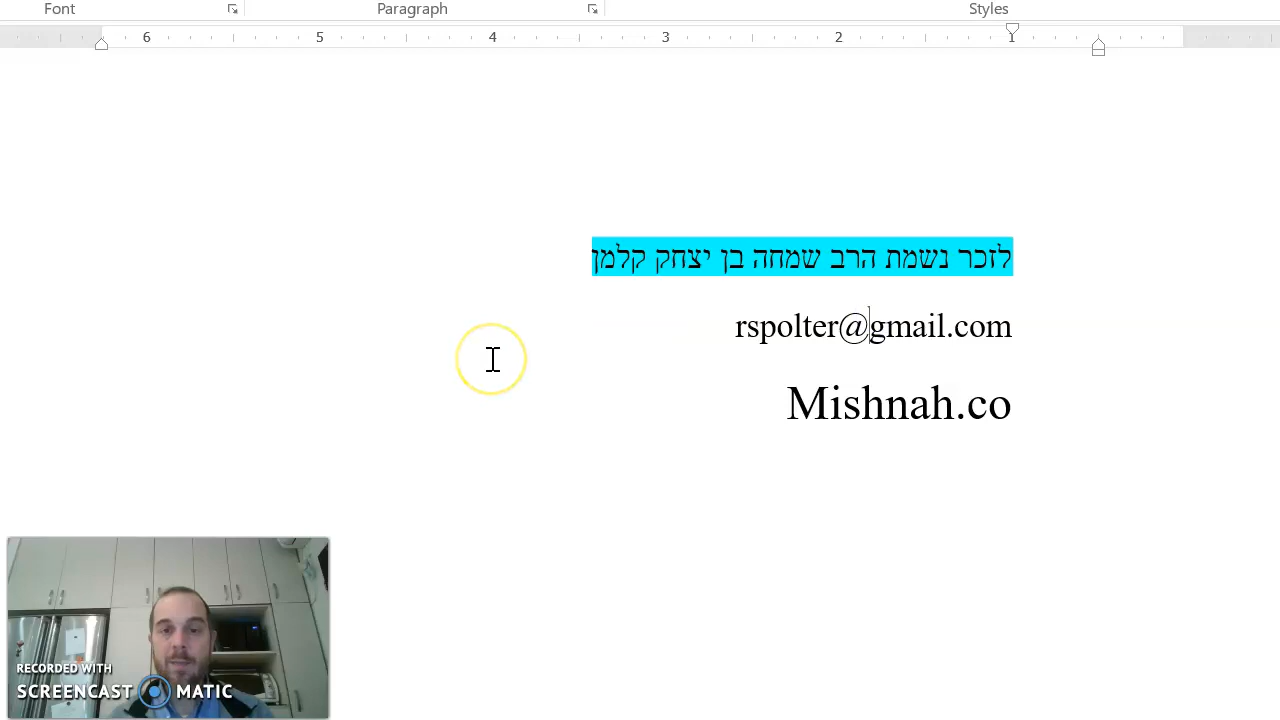 Font Paragraph Styles
6 5 4 3 2 1
לזכר נשמת הרב שמחה בן יצחק קלמן
rspolter@gmail.com
Mishnah.co
RECORDED WITH
SCREENCAST MATIC